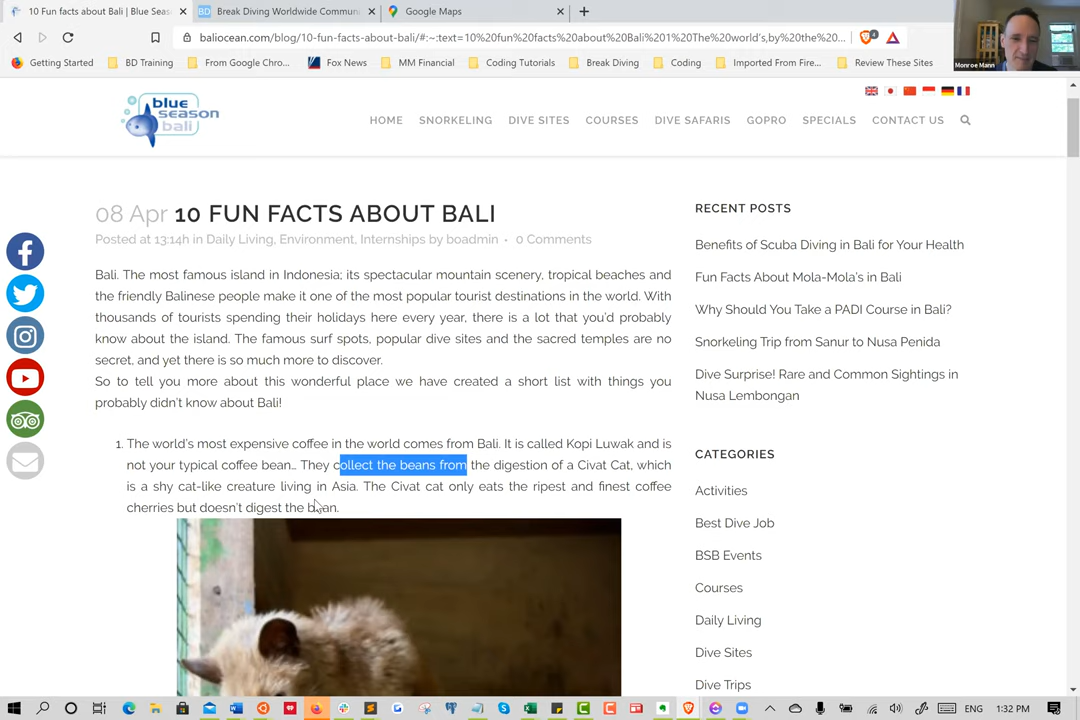 10 Fun facts about Bali | Blue Seas
Break Diving Worldwide Commun
Google Maps
baliocean.com/blog/10-fun-facts-about-bali/#:~:text=10%20fun%20facts%20about%20Bali%201%20The%20world's,by%20the%20...
4
Monroe Mann
Getting Started
BD Training
From Google Chro...
Fox News
MM Financial
Coding Tutorials
Break Diving
Coding
Imported From Fire...
Review These Sites
blue
season
bali
HOME SNORKELING DIVE SITES COURSES DIVE SAFARIS GOPRO SPECIALS CONTACT US
08 Apr 10 FUN FACTS ABOUT BALI
Posted at 13:14h in Daily Living, Environment, Internships by boadmin • 0 Comments
Bali. The most famous island in Indonesia; its spectacular mountain scenery, tropical beaches and
the friendly Balinese people make it one of the most popular tourist destinations in the world. With
thousands of tourists spending their holidays here every year, there is a lot that you'd probably
know about the island. The famous surf spots, popular dive sites and the sacred temples are no
secret, and yet there is so much more to discover.
So to tell you more about this wonderful place we have created a short list with things you
probably didn't know about Bali!
1. The world's most expensive coffee in the world comes from Bali. It is called Kopi Luwak and is
not your typical coffee bean... They collect the beans from the digestion of a Civat Cat, which
is a shy cat-like creature living in Asia. The Civat cat only eats the ripest and finest coffee
cherries but doesn't digest the bean.
RECENT POSTS
Benefits of Scuba Diving in Bali for Your Health
Fun Facts About Mola-Mola's in Bali
Why Should You Take a PADI Course in Bali?
Snorkeling Trip from Sanur to Nusa Penida
Dive Surprise! Rare and Common Sightings in
Nusa Lembongan
CATEGORIES
Activities
Best Dive Job
BSB Events
Courses
Daily Living
Dive Sites
Dive Trips
ENG
1:32 PM